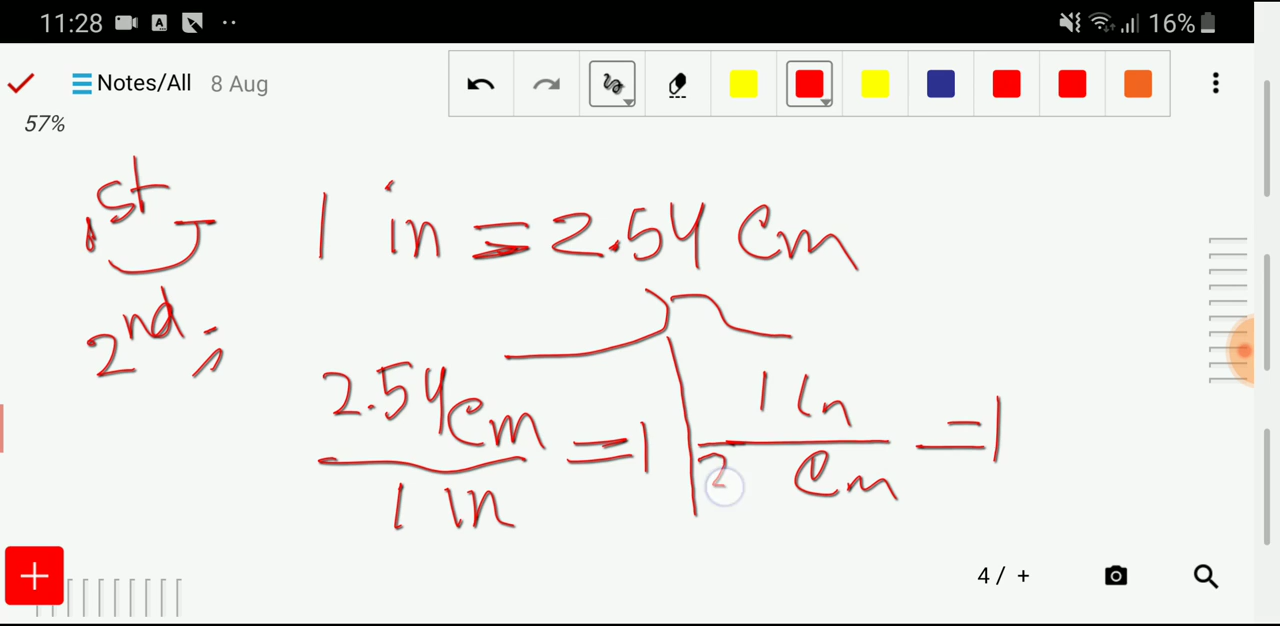 11:28 A 16%
Notes/All 8 Aug
57%
1st
1 in = 2.54 cm
2nd :
2.54 cm / 1 in = 1 | 1 in / 2 cm = 1
4 / +